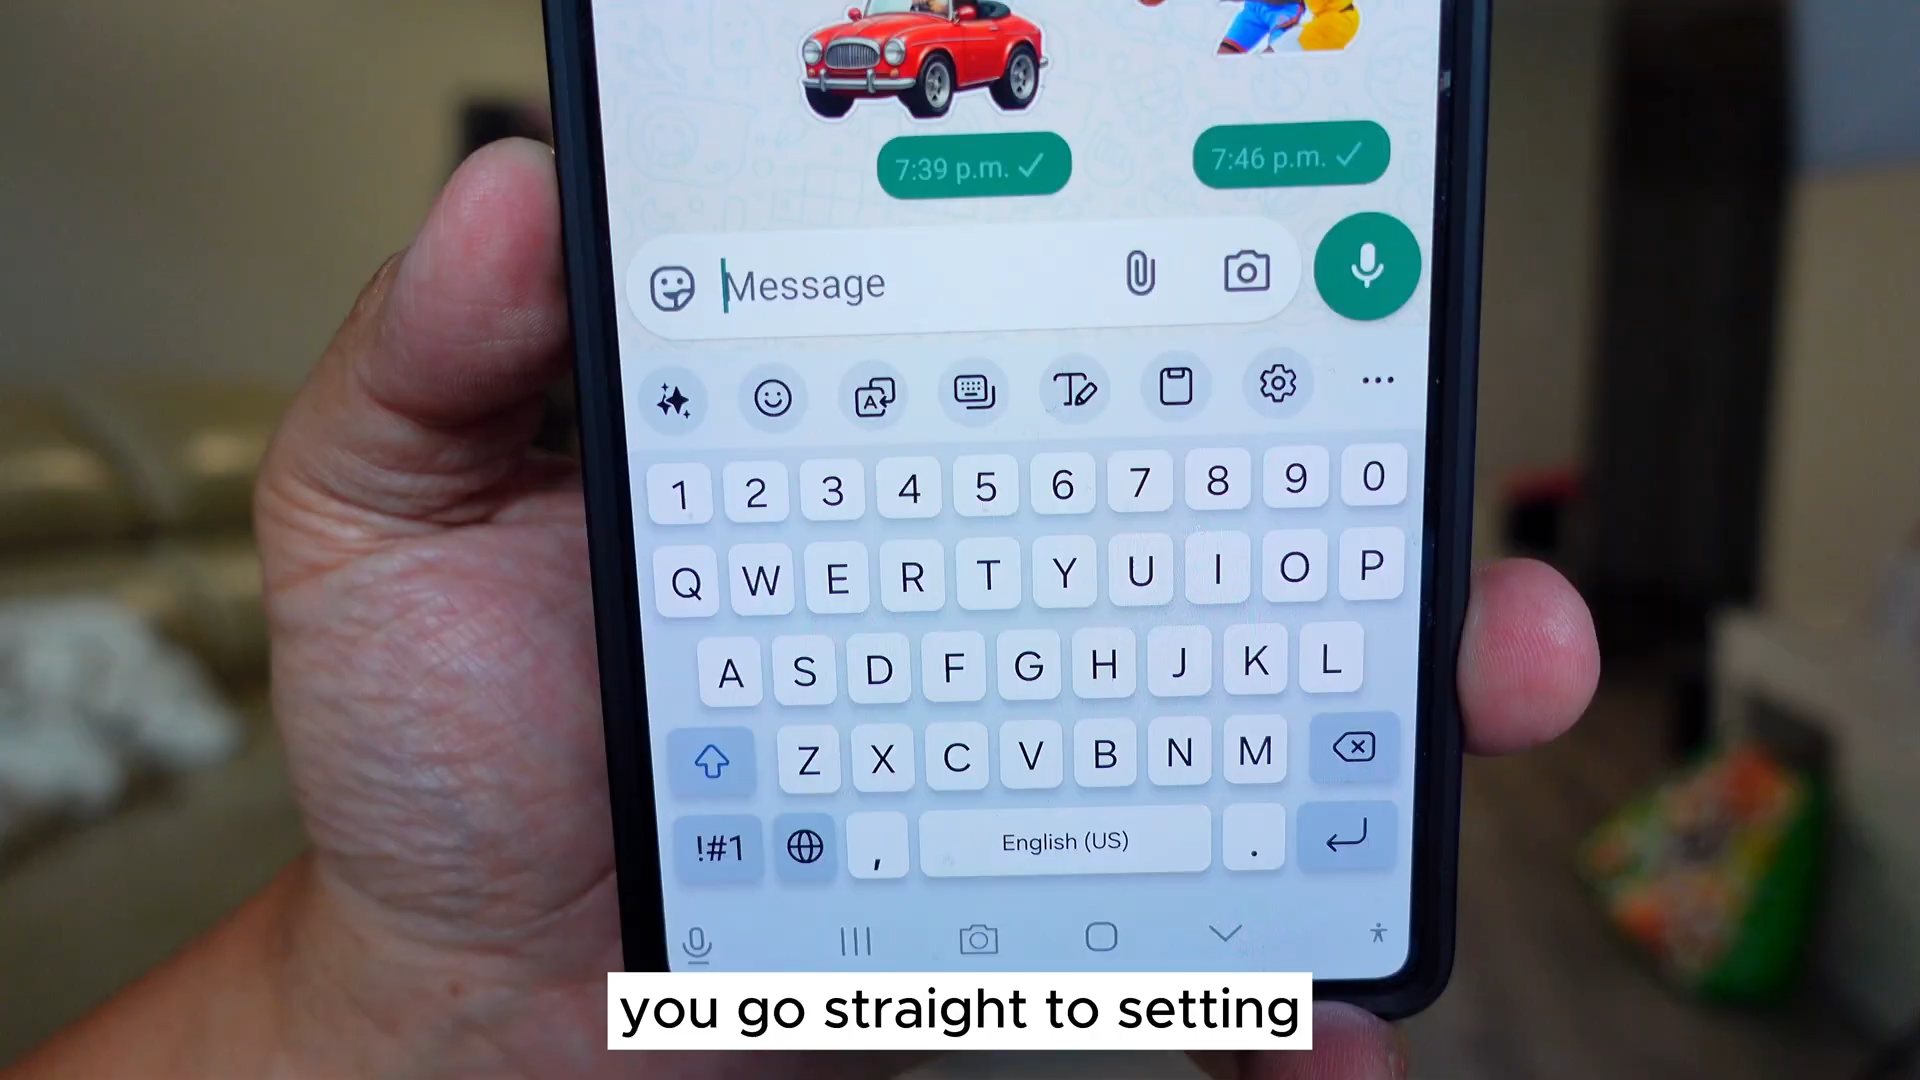 7:39 p.m.
7:46 p.m.
Message
1 2 3 4 5 6 7 8 9 0
Q W E R T Y U I O P
A S D F G H J K L
Z X C V B N M
!#1 , English (US) .
you go straight to setting